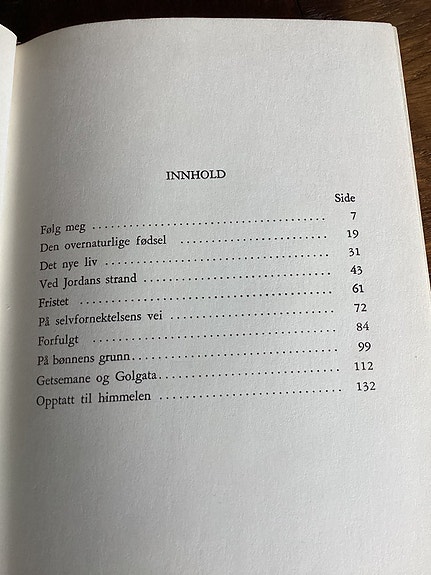 INNHOLD
Side
Følg meg ................................... 7
Den overnaturlige fødsel ...................... 19
Det nye liv .................................. 31
Ved Jordans strand ............................ 43
Fristet ...................................... 61
På selvfornektelsens vei ........................ 72
Forfulgt ..................................... 84
På bønnens grunn............................... 99
Getsemane og Golgata........................... 112
Opptatt til himmelen ........................... 132